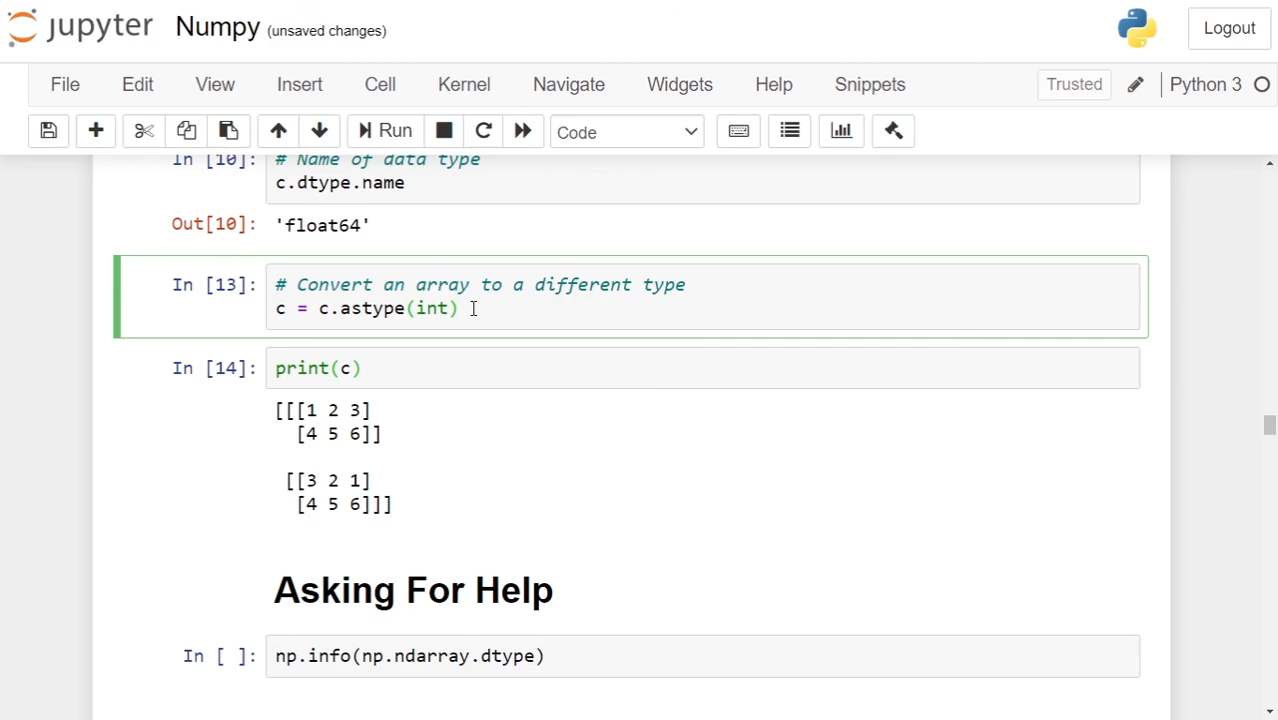 jupyter Numpy (unsaved changes) Logout
File Edit View Insert Cell Kernel Navigate Widgets Help Snippets Trusted Python 3
Run Code
In [10]: # Name of data type
c.dtype.name
Out[10]: 'float64'
In [13]: # Convert an array to a different type
c = c.astype(int)
In [14]: print(c)
[[[1 2 3]
[4 5 6]]
[[3 2 1]
[4 5 6]]]
Asking For Help
In [ ]: np.info(np.ndarray.dtype)